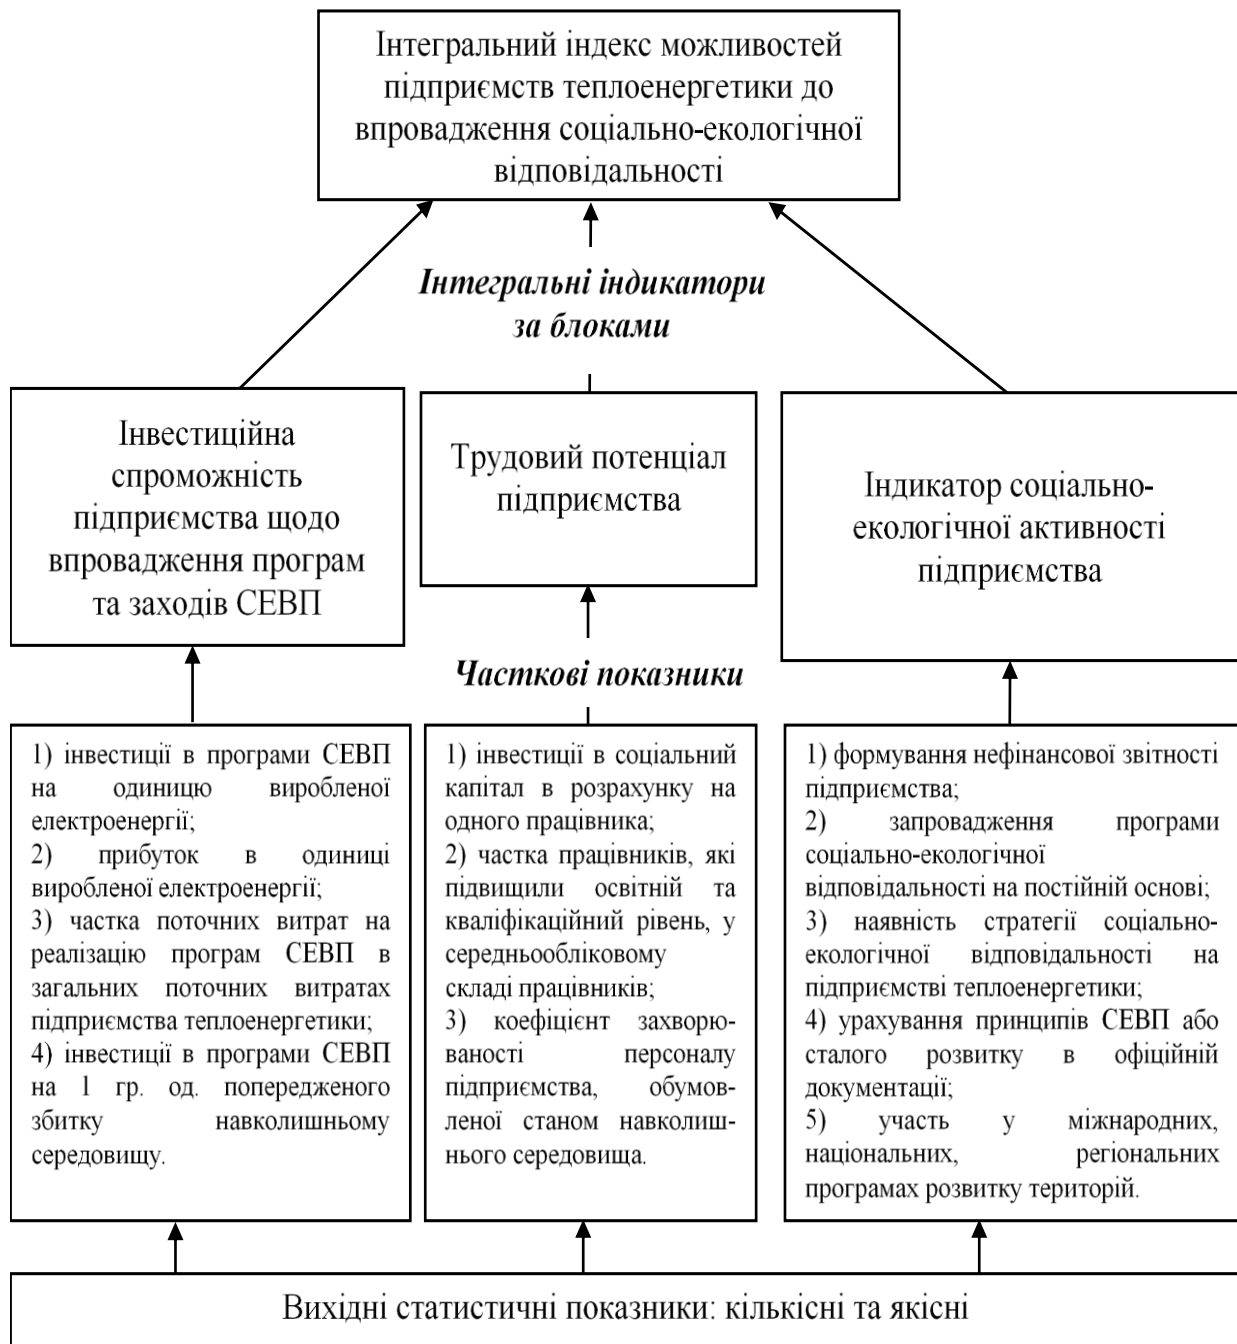 Інтегральний індекс можливостей
підприємств теплоенергетики до
впровадження соціально-екологічної
відповідальності
Інтегральні індикатори
за блоками
Інвестиційна
спроможність
підприємства щодо
впровадження програм
та заходів СЕВП
Трудовий потенціал
підприємства
Індикатор соціально-
екологічної активності
підприємства
Часткові показники
1) інвестиції в програми СЕВП
на одиницю виробленої
електроенергії;
2) прибуток в одиниці
виробленої електроенергії;
3) частка поточних витрат на
реалізацію програм СЕВП в
загальних поточних витратах
підприємства теплоенергетики;
4) інвестиції в програми СЕВП
на 1 гр. од. попередженого
збитку навколишньому
середовищу.
1) інвестиції в соціальний
капітал в розрахунку на
одного працівника;
2) частка працівників, які
підвищили освітній та
кваліфікаційний рівень, у
середньообліковому
складі працівників;
3) коефіцієнт захворю-
ваності персоналу
підприємства, обумов-
леної станом навколиш-
нього середовища.
1) формування нефінансової звітності
підприємства;
2) запровадження програми
соціально-екологічної
відповідальності на постійній основі;
3) наявність стратегії соціально-
екологічної відповідальності на
підприємстві теплоенергетики;
4) урахування принципів СЕВП або
сталого розвитку в офіційній
документації;
5) участь у міжнародних,
національних, регіональних
програмах розвитку територій.
Вихідні статистичні показники: кількісні та якісні